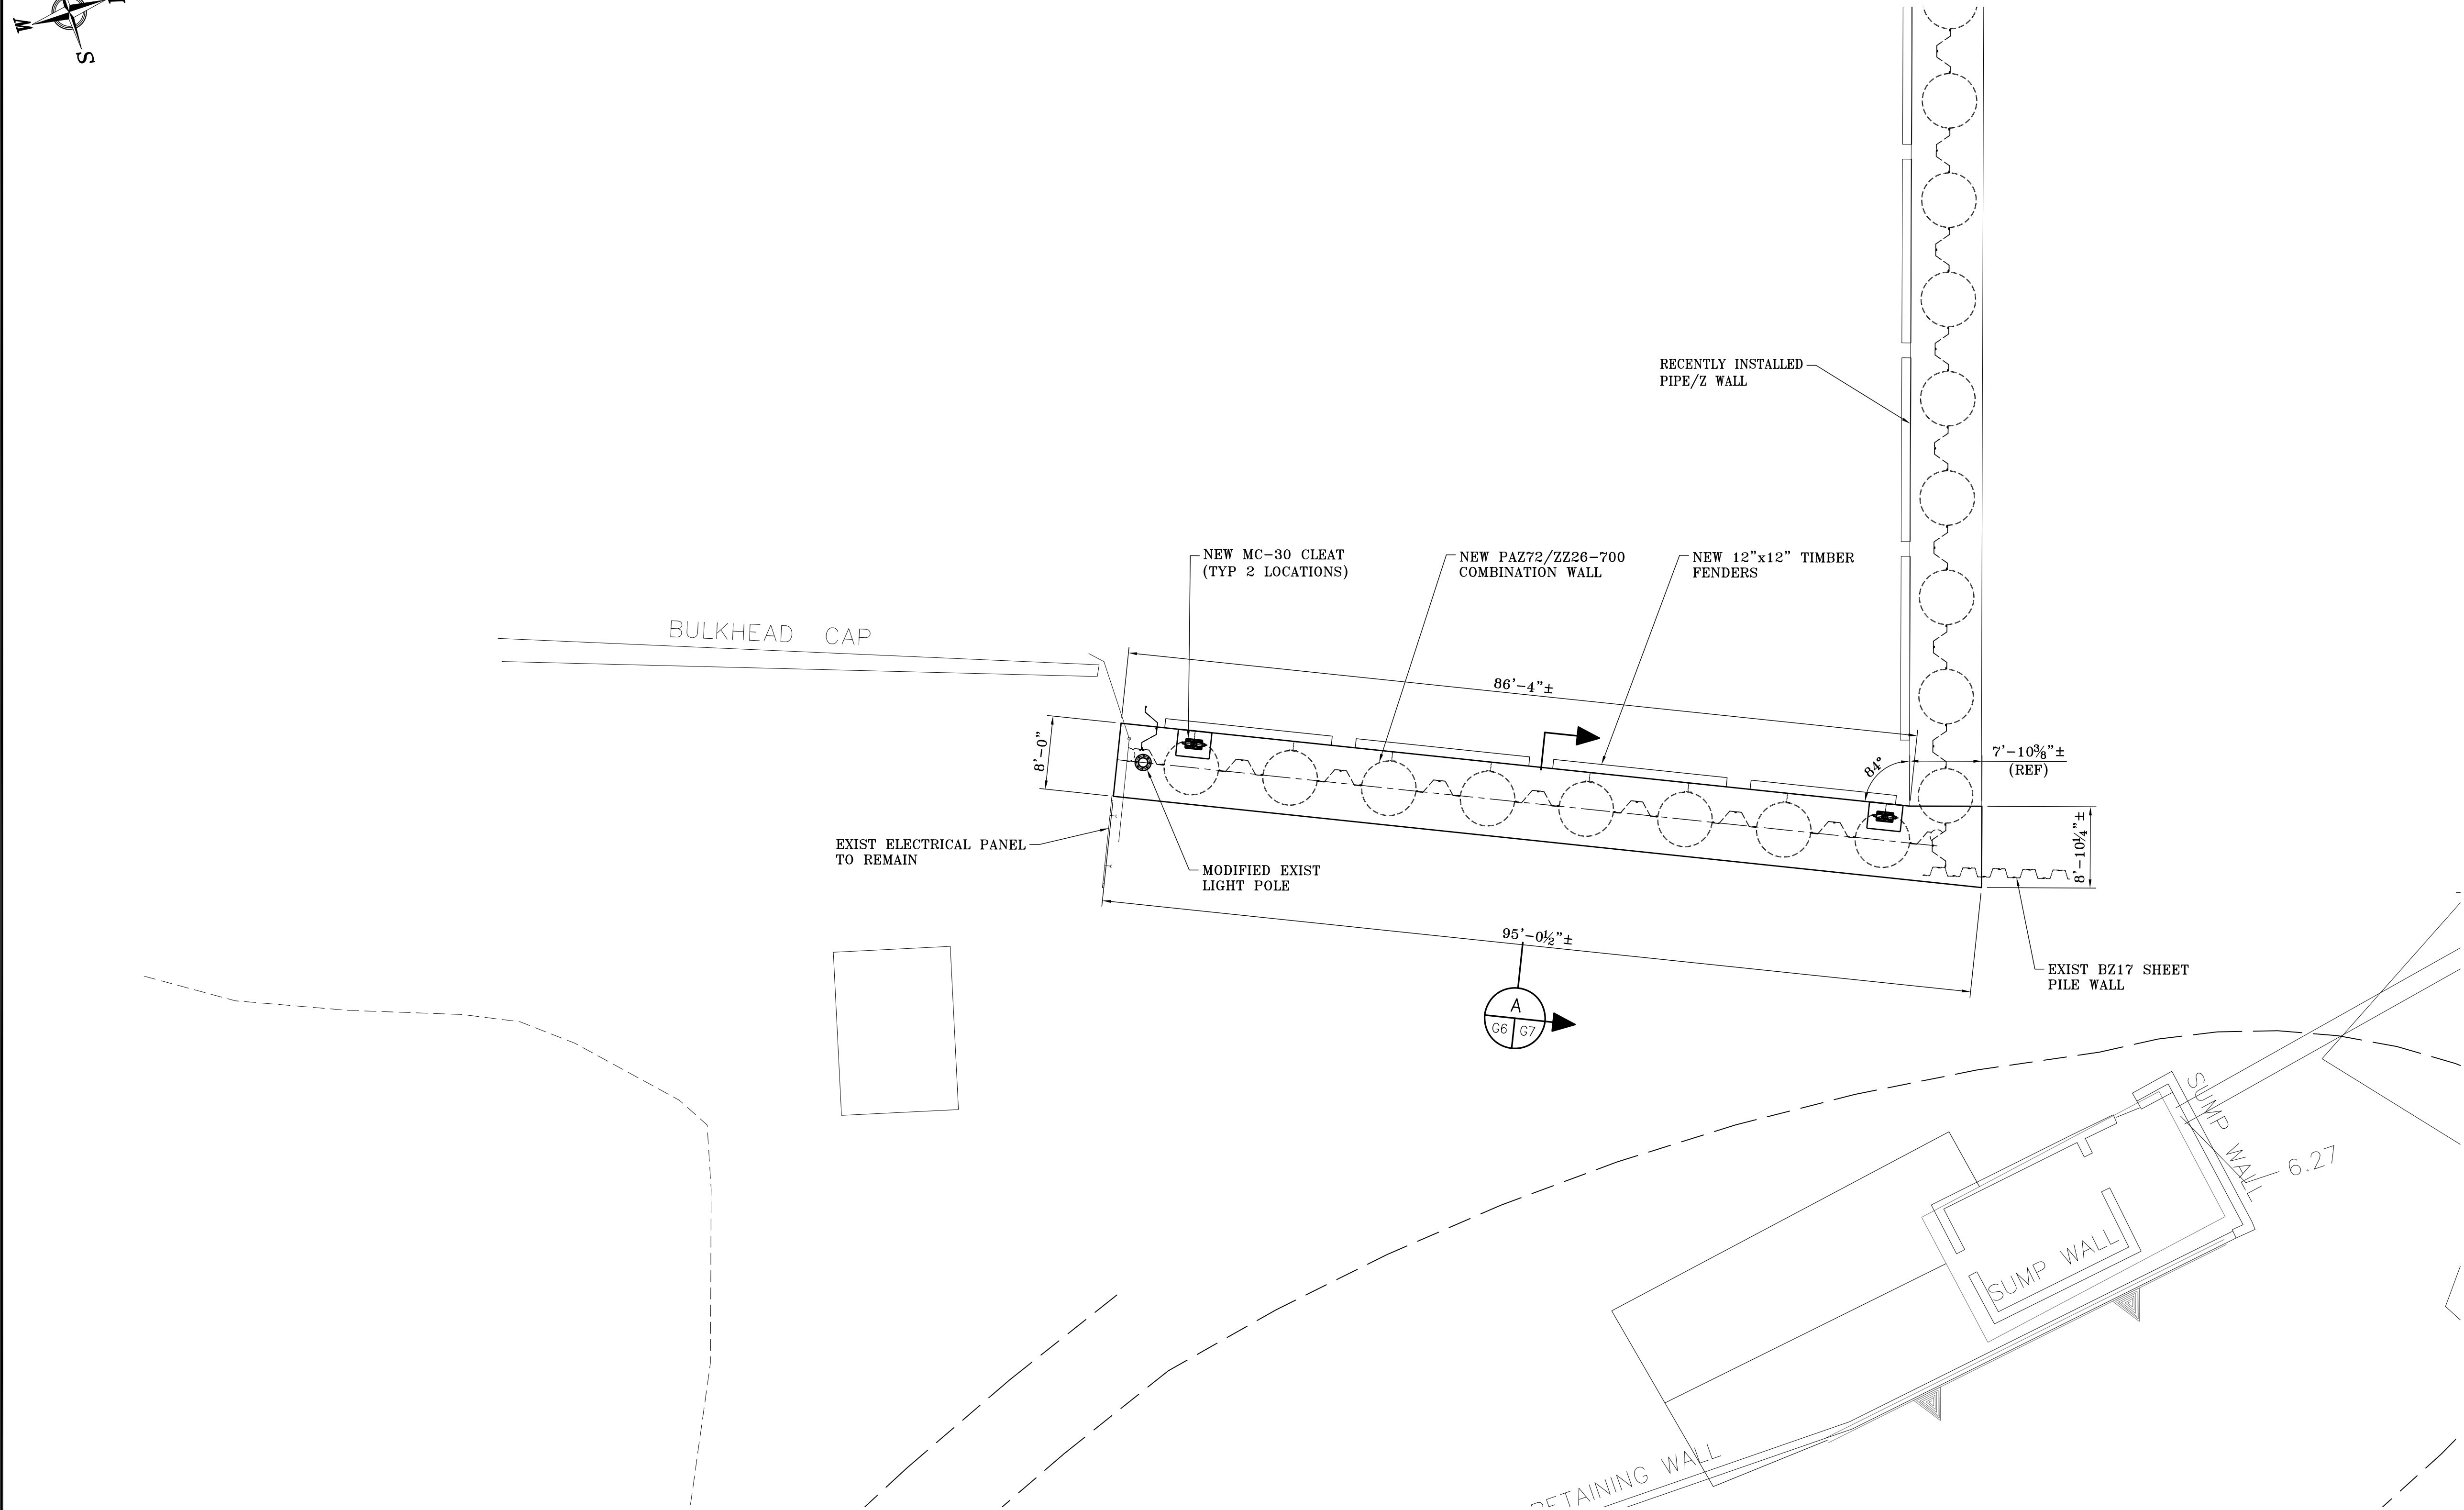 W
S
RECENTLY INSTALLED
PIPE/Z WALL
NEW MC-30 CLEAT
(TYP 2 LOCATIONS)
NEW PAZ72/ZZ26-700
COMBINATION WALL
NEW 12"x12" TIMBER
FENDERS
BULKHEAD CAP
86'-4"±
8'-0"
84°
7'-10⅜"±
(REF)
8'-10¼"±
EXIST ELECTRICAL PANEL
TO REMAIN
MODIFIED EXIST
LIGHT POLE
95'-0½"±
EXIST BZ17 SHEET
PILE WALL
A
G6 G7
SUMP WALL
6.27
SUMP WALL
RETAINING WALL